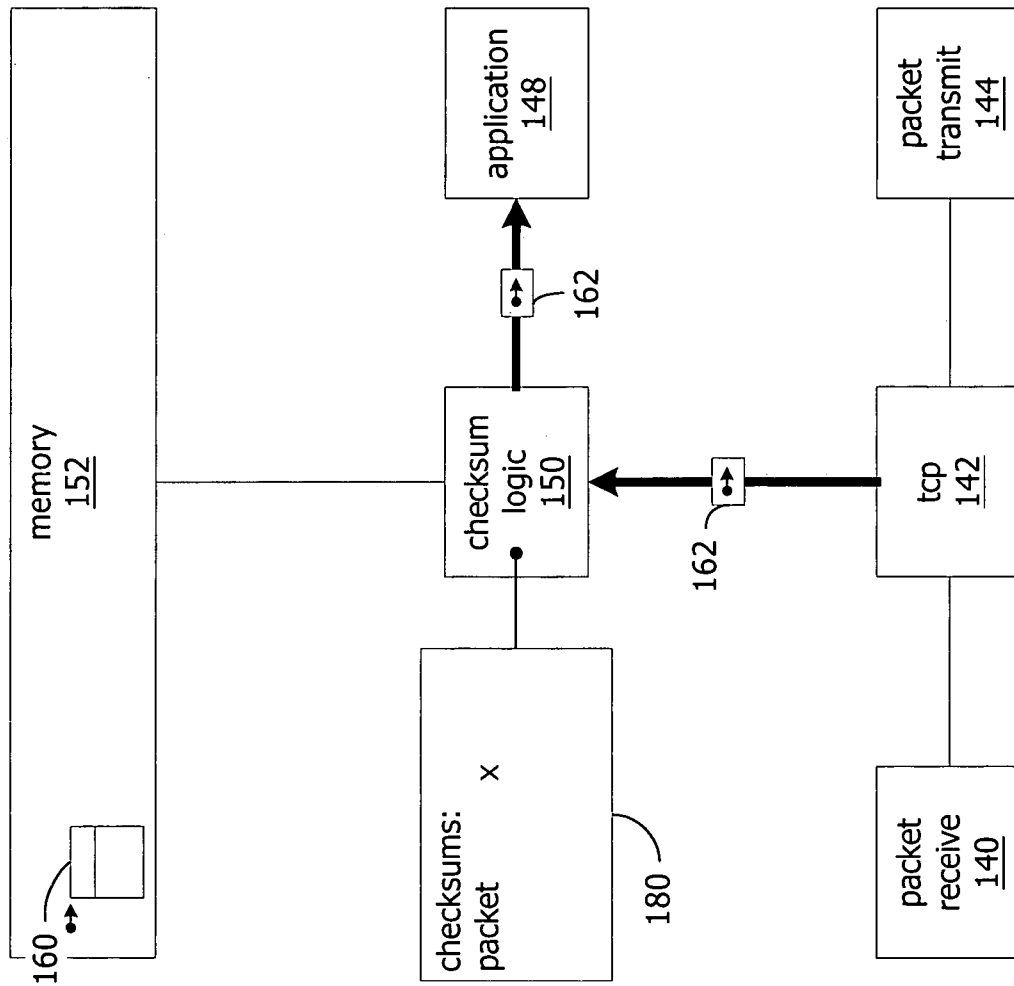 memory
152
160
checksums:
packet x
180
checksum
logic
150
162
application
148
162
packet
receive
140
tcp
142
packet
transmit
144